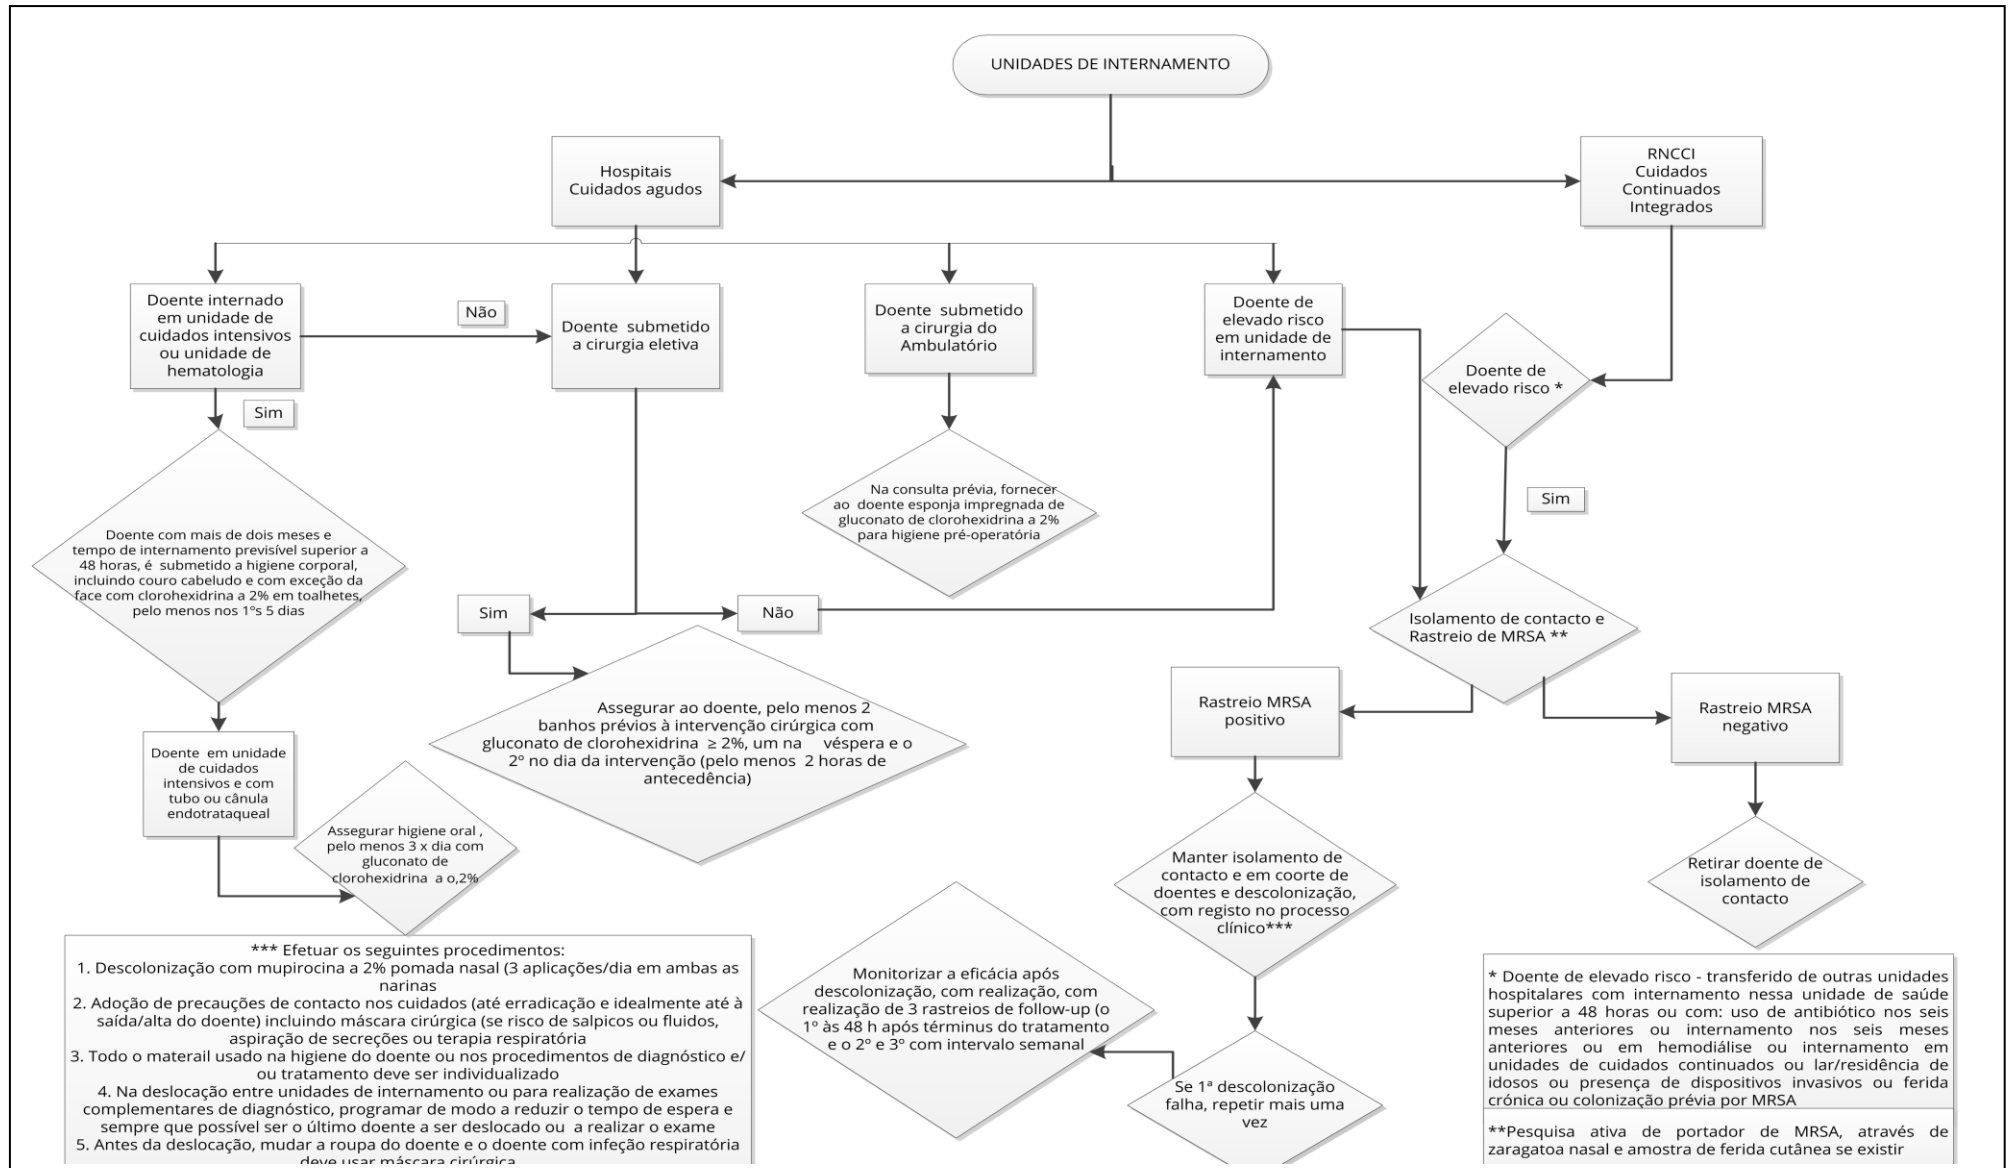 UNIDADES DE INTERNAMENTO
Hospitais
Cuidados agudos
RNCCI
Cuidados
Continuados
Integrados
Doente internado
em unidade de
cuidados intensivos
ou unidade de
hematologia
Não
Doente submetido
a cirurgia eletiva
Doente submetido
a cirurgia do
Ambulatório
Doente de
elevado risco
em unidade de
internamento
Doente de
elevado risco *
Sim
Na consulta prévia, fornecer
ao doente esponja impregnada de
gluconato de clorohexidrina a 2%
para higiene pré-operatória
Sim
Doente com mais de dois meses e
tempo de internamento previsível superior a
48 horas, é submetido a higiene corporal,
incluindo couro cabeludo e com exceção da
face com clorohexidrina a 2% em toalhetes,
pelo menos nos 1ºs 5 dias
Sim
Não
Isolamento de contacto e
Rastreio de MRSA **
Assegurar ao doente, pelo menos 2
banhos prévios à intervenção cirúrgica com
gluconato de clorohexidrina ≥ 2%, um na véspera e o
2º no dia da intervenção (pelo menos 2 horas de
antecedência)
Rastreio MRSA
positivo
Rastreio MRSA
negativo
Doente em unidade
de cuidados
intensivos e com
tubo ou cânula
endotrataqueal
Assegurar higiene oral ,
pelo menos 3 x dia com
gluconato de
clorohexidrina a o,2%
Manter isolamento de
contacto e em coorte de
doentes e descolonização,
com registo no processo
clínico***
Retirar doente de
isolamento de
contacto
Monitorizar a eficácia após
descolonização, com realização, com
realização de 3 rastreios de follow-up (o
1º às 48 h após términus do tratamento
e o 2º e 3º com intervalo semanal
Se 1ª descolonização
falha, repetir mais uma
vez
*** Efetuar os seguintes procedimentos:
1. Descolonização com mupirocina a 2% pomada nasal (3 aplicações/dia em ambas as
narinas
2. Adoção de precauções de contacto nos cuidados (até erradicação e idealmente até à
saída/alta do doente) incluindo máscara cirúrgica (se risco de salpicos ou fluidos,
aspiração de secreções ou terapia respiratória
3. Todo o materail usado na higiene do doente ou nos procedimentos de diagnóstico e/
ou tratamento deve ser individualizado
4. Na deslocação entre unidades de internamento ou para realização de exames
complementares de diagnóstico, programar de modo a reduzir o tempo de espera e
sempre que possível ser o último doente a ser deslocado ou a realizar o exame
5. Antes da deslocação, mudar a roupa do doente e o doente com infeção respiratória
deve usar máscara cirúrgica
* Doente de elevado risco - transferido de outras unidades
hospitalares com internamento nessa unidade de saúde
superior a 48 horas ou com: uso de antibiótico nos seis
meses anteriores ou internamento nos seis meses
anteriores ou em hemodiálise ou internamento em
unidades de cuidados continuados ou lar/residência de
idosos ou presença de dispositivos invasivos ou ferida
crónica ou colonização prévia por MRSA
**Pesquisa ativa de portador de MRSA, através de
zaragatoa nasal e amostra de ferida cutânea se existir